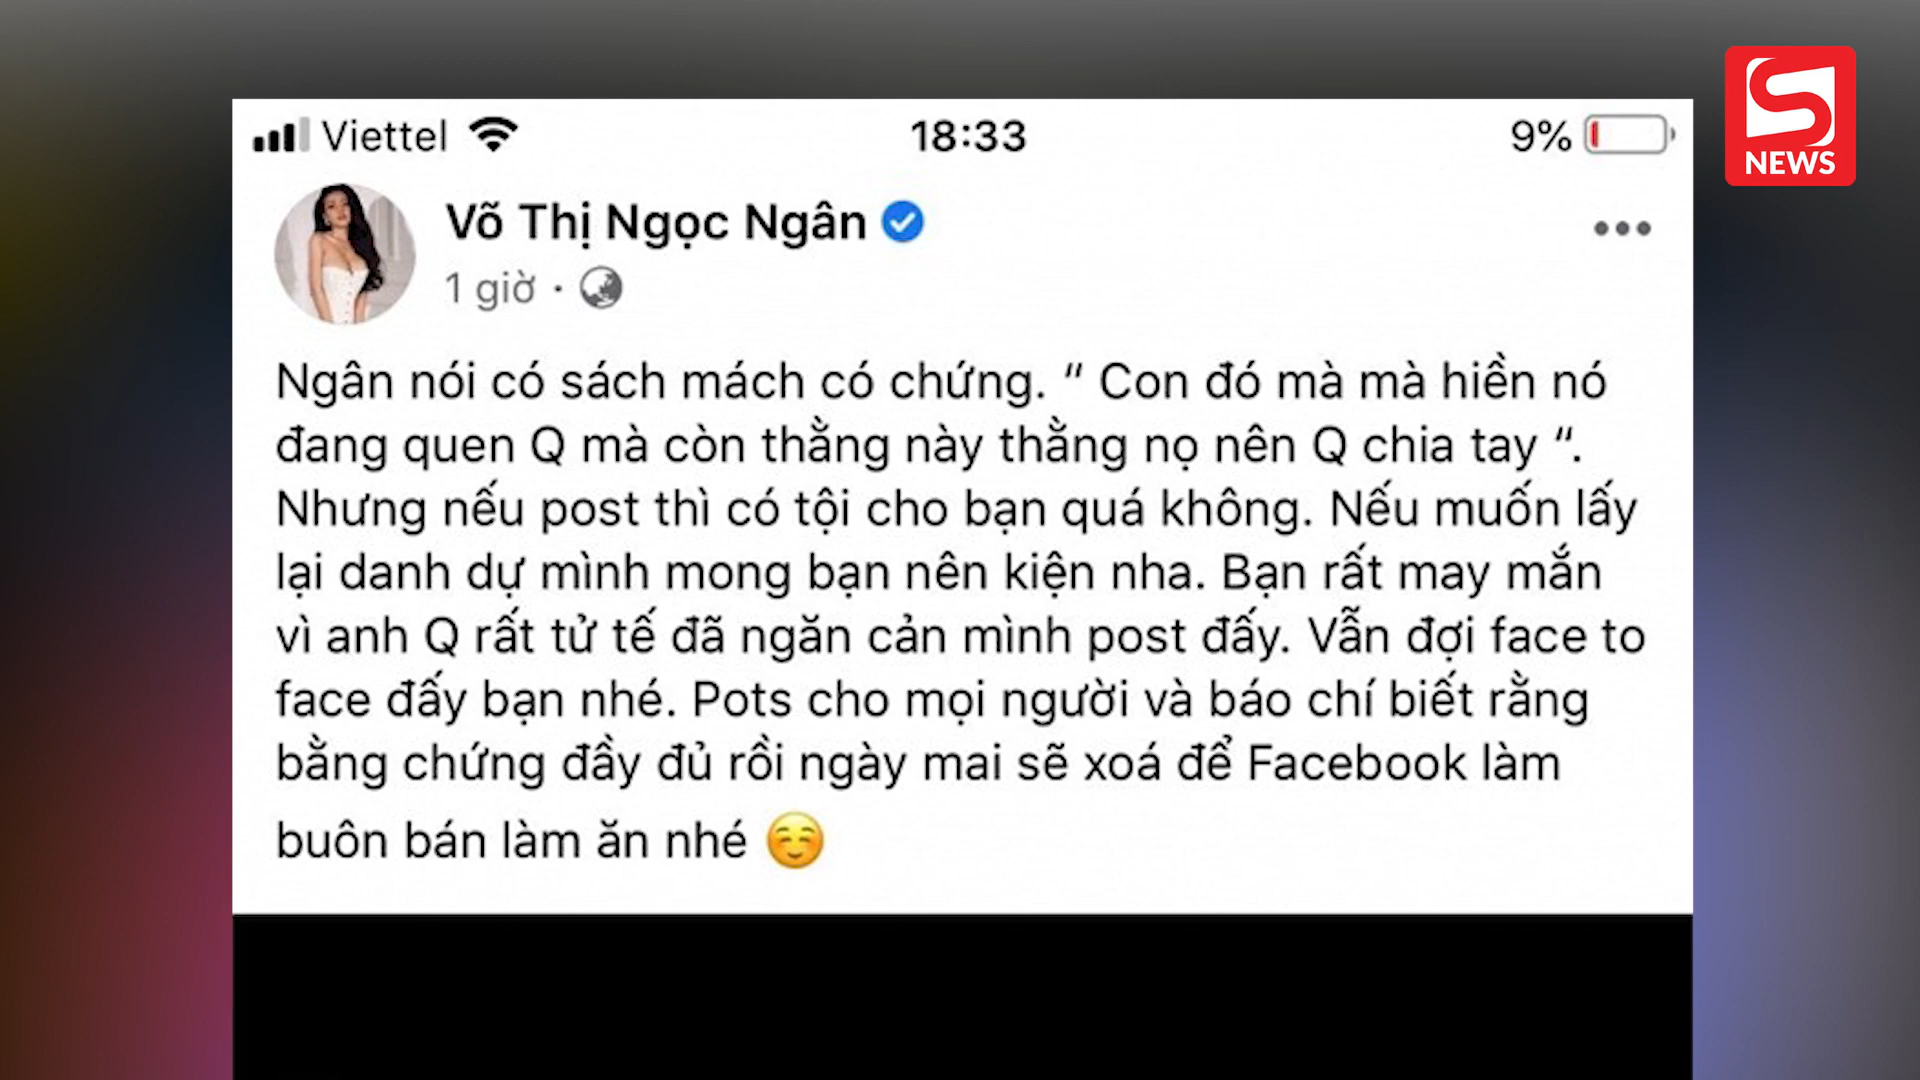 Viettel 18:33 9%
S NEWS
Võ Thị Ngọc Ngân
1 giờ ·
Ngân nói có sách mách có chứng. “ Con đó mà mà hiền nó
đang quen Q mà còn thằng này thằng nọ nên Q chia tay “.
Nhưng nếu post thì có tội cho bạn quá không. Nếu muốn lấy
lại danh dự mình mong bạn nên kiện nha. Bạn rất may mắn
vì anh Q rất tử tế đã ngăn cản mình post đấy. Vẫn đợi face to
face đấy bạn nhé. Pots cho mọi người và báo chí biết rằng
bằng chứng đầy đủ rồi ngày mai sẽ xoá để Facebook làm
buôn bán làm ăn nhé ☺️